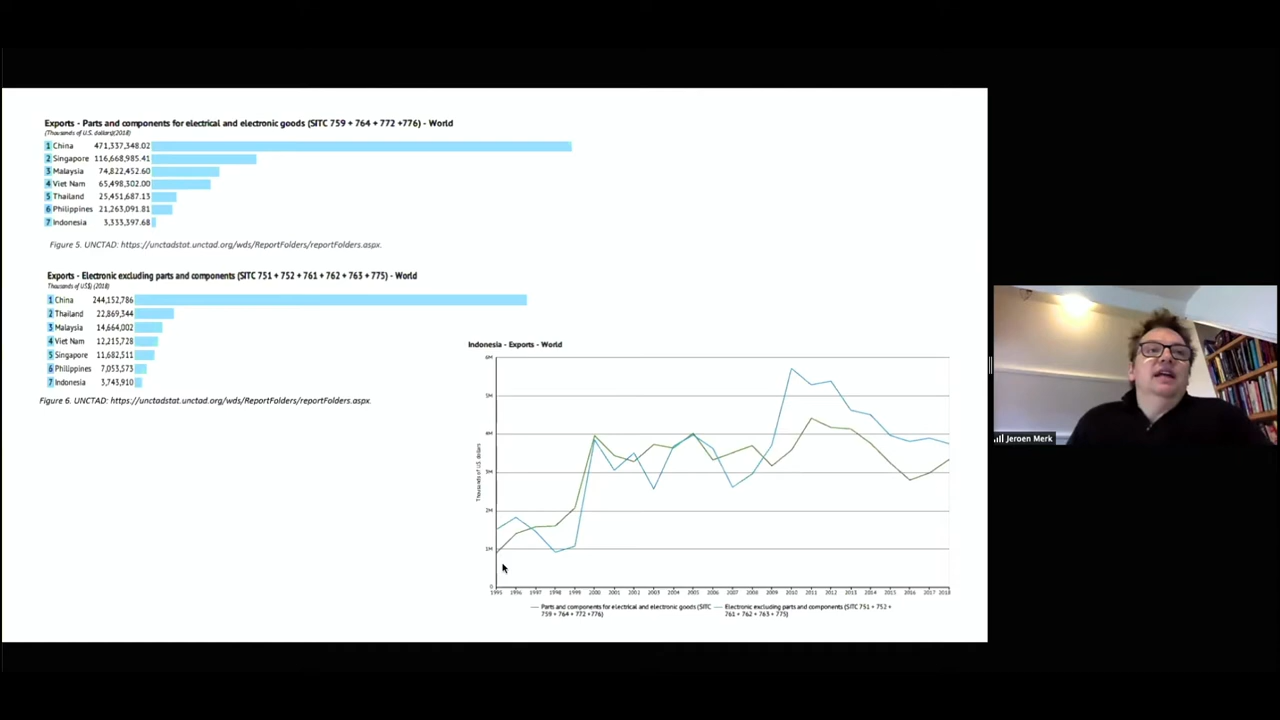 Exports - Parts and components for electrical and electronic goods (SITC 759 + 764 + 772 +776) - World
(Thousands of U.S. dollars)(2018)
1 China 471,337,348.02
2 Singapore 116,668,985.41
3 Malaysia 74,822,452.60
4 Viet Nam 65,498,302.00
5 Thailand 25,451,687.13
6 Philippines 21,263,091.81
7 Indonesia 3,333,397.68
Figure 5. UNCTAD: https://unctadstat.unctad.org/wds/ReportFolders/reportFolders.aspx.
Exports - Electronic excluding parts and components (SITC 751 + 752 + 761 + 762 + 763 + 775) - World
Thousands of US$) (2018)
1 China 244,152,786
2 Thailand 22,869,344
3 Malaysia 14,664,002
4 Viet Nam 12,215,728
5 Singapore 11,682,511
6 Philippines 7,053,573
7 Indonesia 3,743,910
Figure 6. UNCTAD: https://unctadstat.unctad.org/wds/ReportFolders/reportFolders.aspx.
Indonesia - Exports - World
6M
5M
4M
3M
2M
1M
0
Thousands of US dollars
1995 1996 1997 1998 1999 2000 2001 2002 2003 2004 2005 2006 2007 2008 2009 2010 2011 2012 2013 2014 2015 2016 2017 2018
Parts and components for electrical and electronic goods (SITC
759 + 764 + 772 +776)
Electronic excluding parts and components (SITC 751 + 752 +
761 + 762 + 763 + 775)
Jeroen Merk